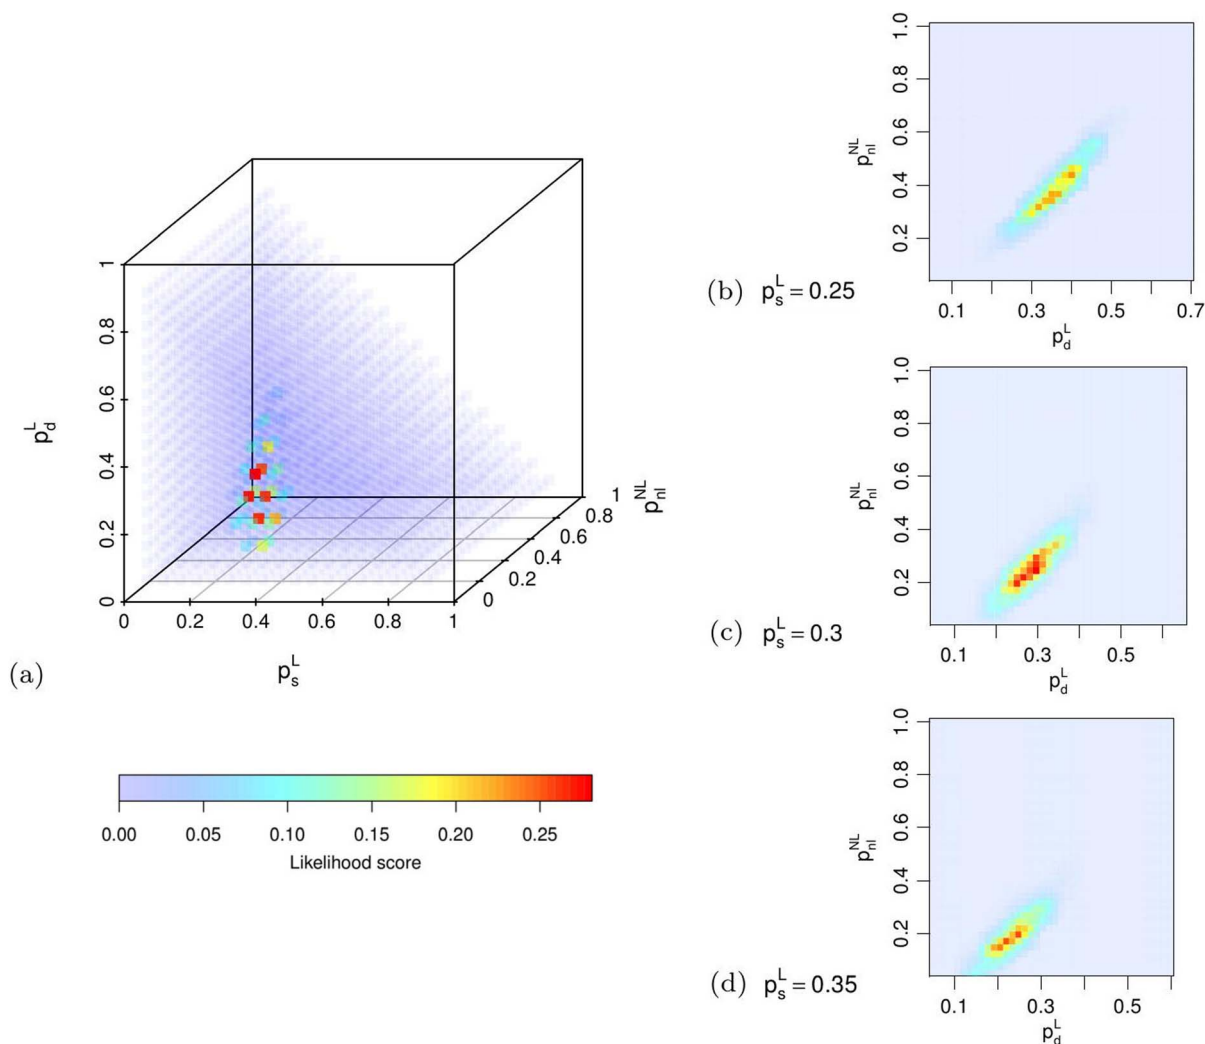 1
0.8
0.6
0.4
0.2
0
p_d^L
0 0.2 0.4 0.6 0.8 1
p_s^L
0
0.2
0.4
0.6
0.8
1
p_nl^NL
(a)
0.00 0.05 0.10 0.15 0.20 0.25
Likelihood score
1.0
0.8
0.6
0.4
0.2
p_nl^NL
0.1 0.3 0.5 0.7
p_d^L
(b) p_s^L = 0.25
1.0
0.8
0.6
0.4
0.2
p_nl^NL
0.1 0.3 0.5
p_d^L
(c) p_s^L = 0.3
1.0
0.8
0.6
0.4
0.2
p_nl^NL
0.1 0.3 0.5
p_d^L
(d) p_s^L = 0.35